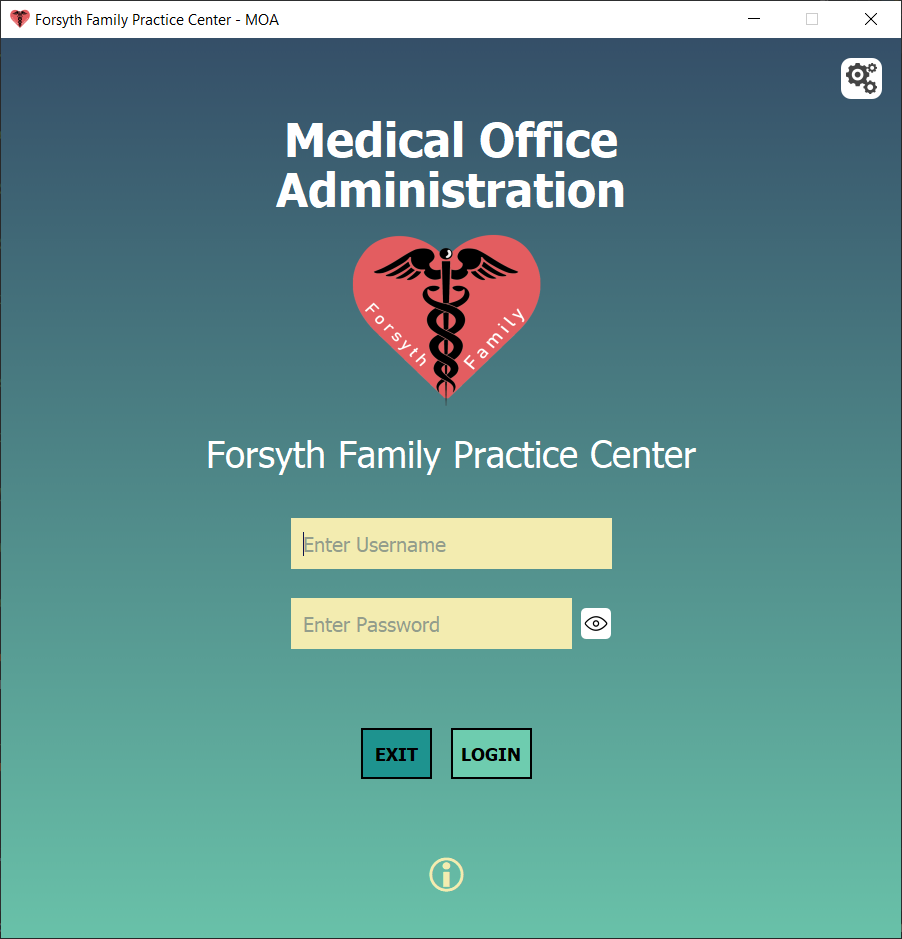 Forsyth Family Practice Center - MOA
Medical Office
Administration
Forsyth Family
Forsyth Family Practice Center
Enter Username
Enter Password
EXIT LOGIN